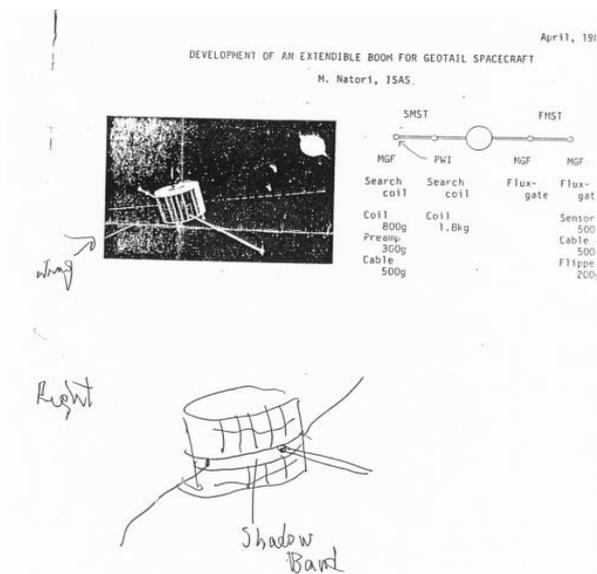 April, 198
DEVELOPMENT OF AN EXTENDIBLE BOOM FOR GEOTAIL SPACECRAFT
M. Natori, ISAS.
SMST FMST
MGF PWI MGF MGF
Search Search Flux- Flux-
coil coil gate gat
Coil Coil Sensor
800g 1.8kg 500
Preamp Cable
300g 500
Cable Flippe
500g 200g
Wrong
Right
Shadow
Band